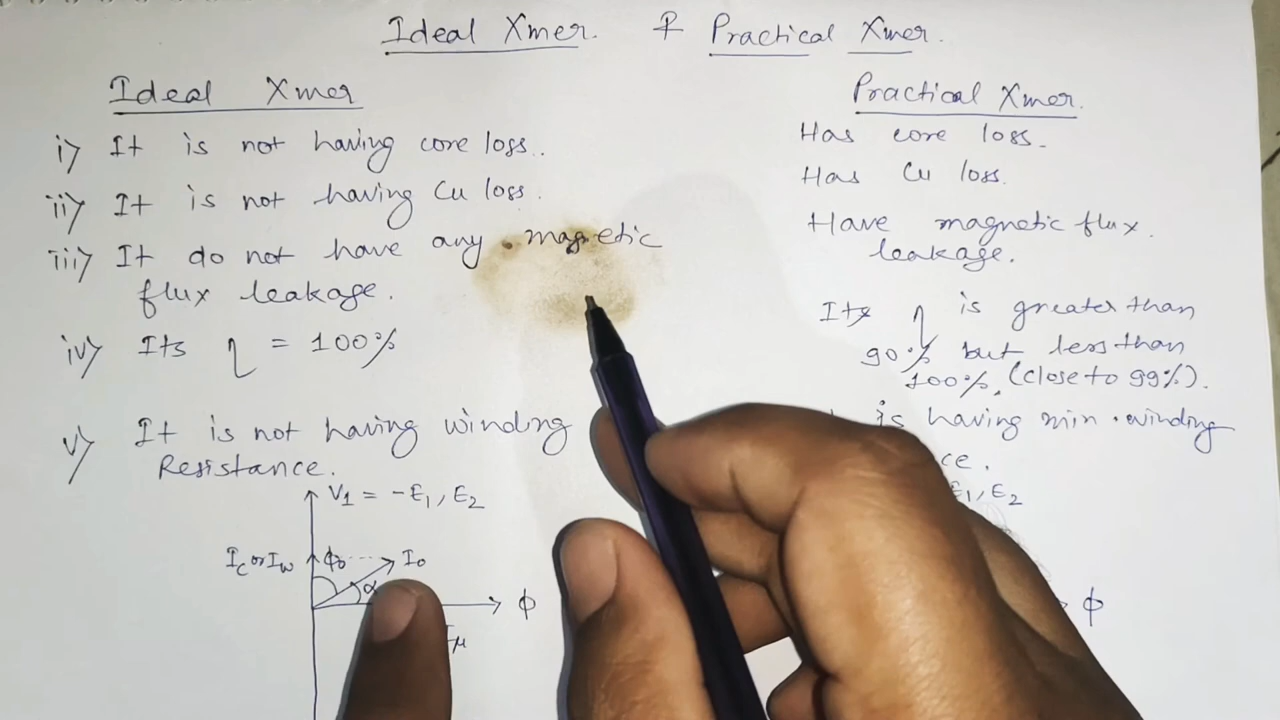 Ideal Xmer. & Practical Xmer.
Ideal Xmer
i) It is not having core loss..
ii) It is not having Cu loss.
iii) It do not have any magnetic
flux leakage.
iv) Its η = 100%
v) It is not having winding
Resistance.
V1 = -E1, E2
Ic or Iw
ϕ0
I0
α
ϕ
Iμ
Practical Xmer.
Has core loss.
Has Cu loss.
Have magnetic flux.
leakage.
Its η is greater than
90% but less than
100%. (close to 99%).
is having min. winding
E1, E2
ϕ